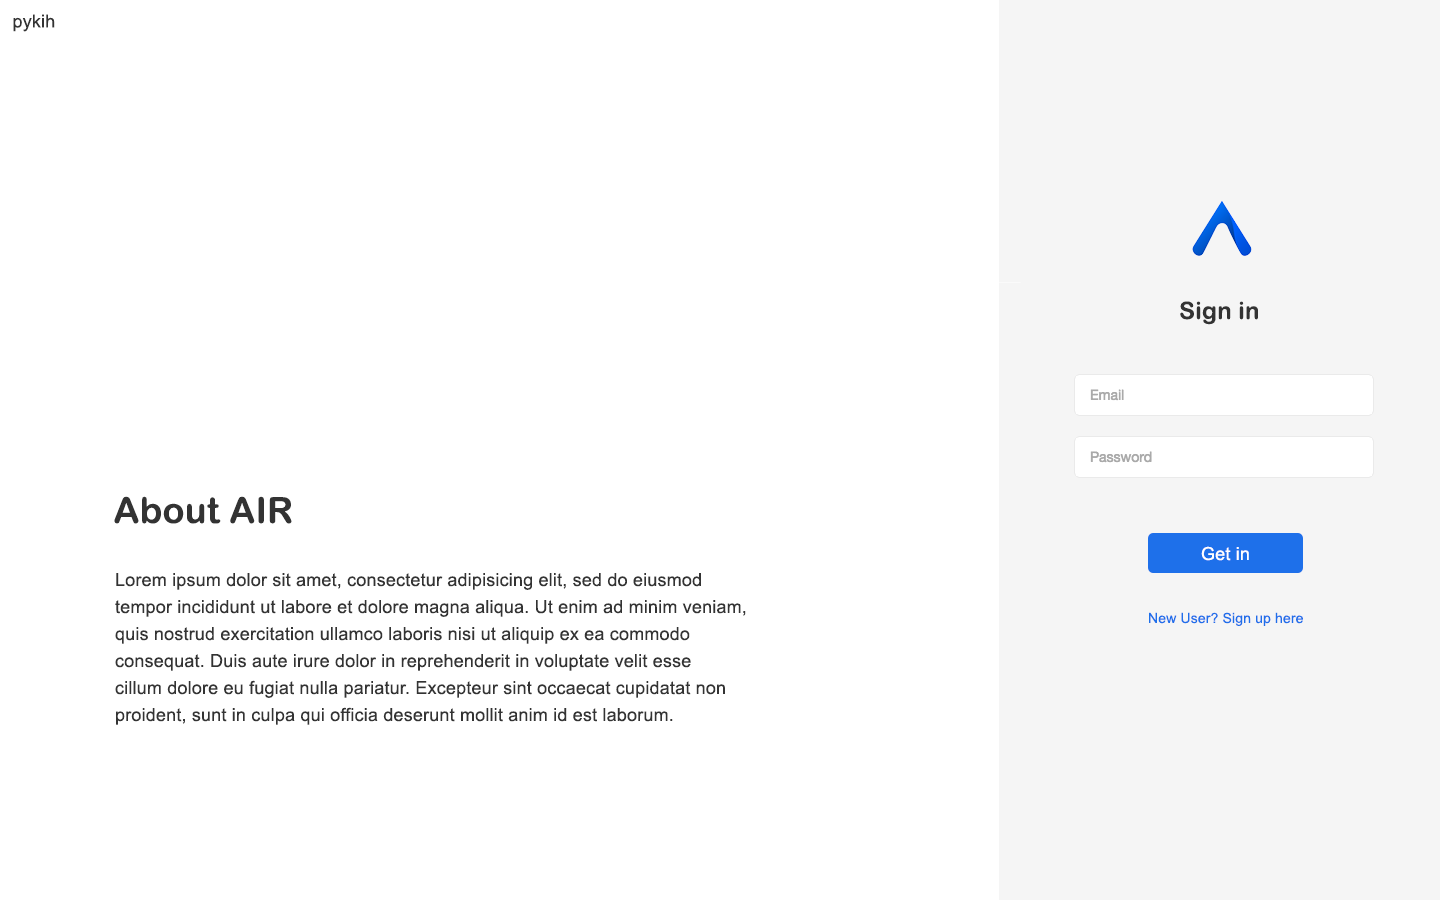 pykih
About AIR
Lorem ipsum dolor sit amet, consectetur adipisicing elit, sed do eiusmod
tempor incididunt ut labore et dolore magna aliqua. Ut enim ad minim veniam,
quis nostrud exercitation ullamco laboris nisi ut aliquip ex ea commodo
consequat. Duis aute irure dolor in reprehenderit in voluptate velit esse
cillum dolore eu fugiat nulla pariatur. Excepteur sint occaecat cupidatat non
proident, sunt in culpa qui officia deserunt mollit anim id est laborum.
Sign in
Email
Password
Get in
New User? Sign up here